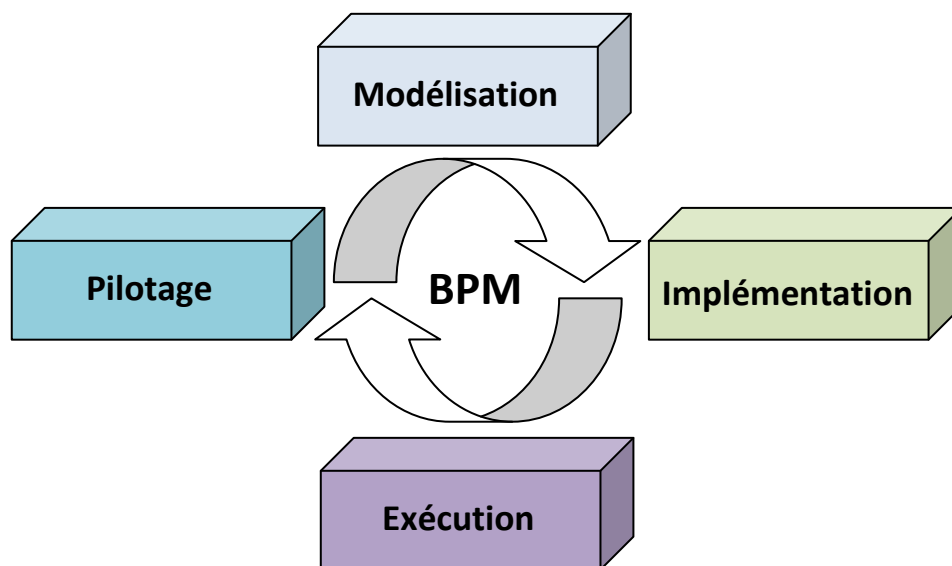 Modélisation
Pilotage
BPM
Implémentation
Exécution